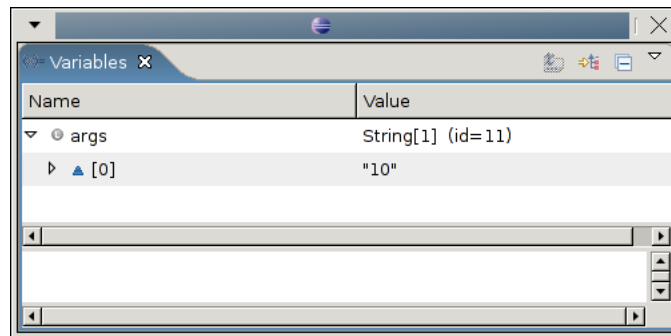 Variables
Name Value
args String[1] (id=11)
[0] "10"